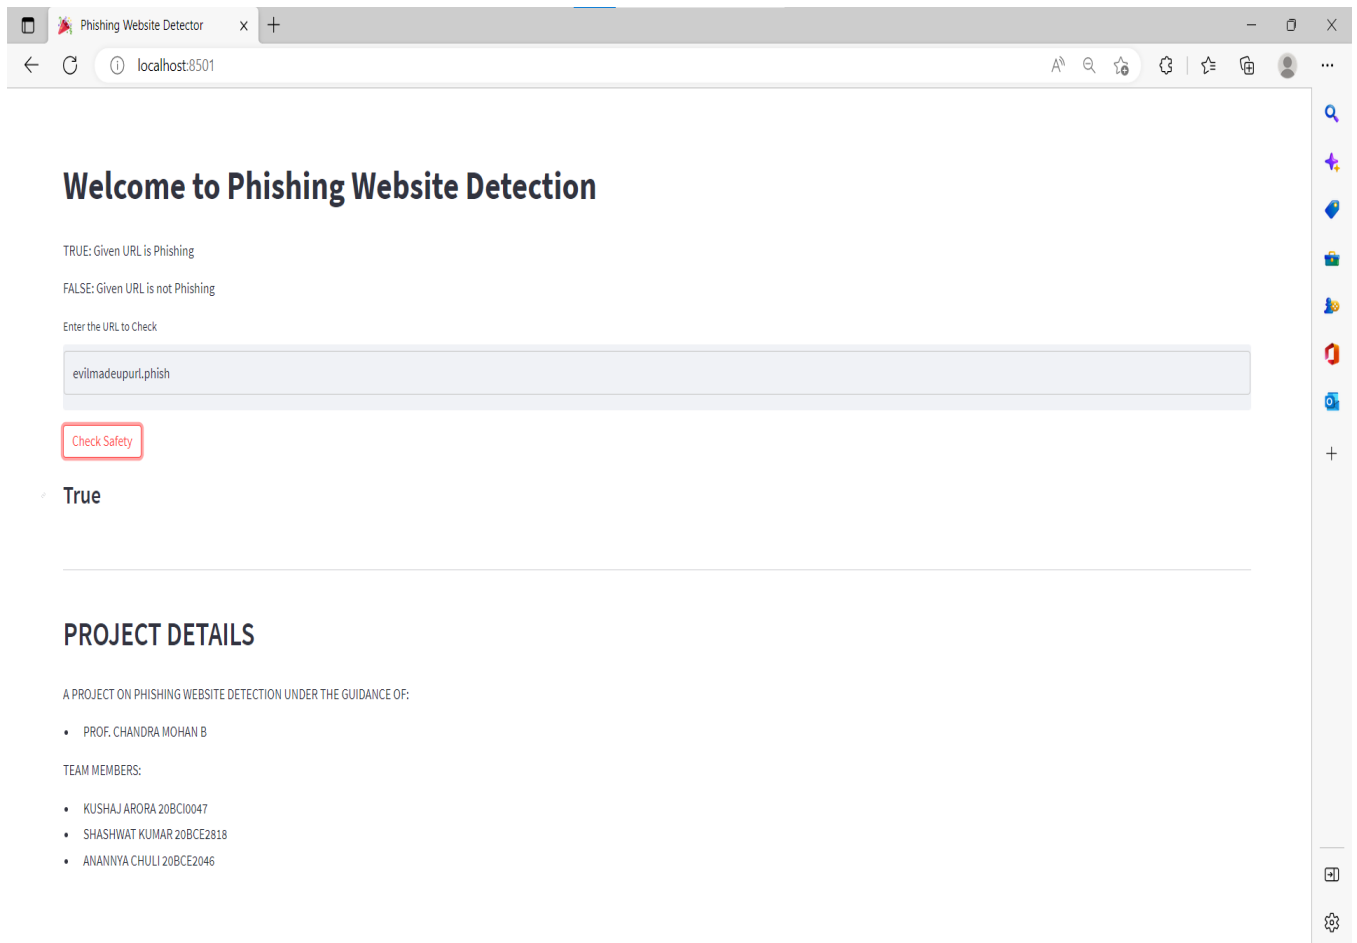 Phishing Website Detector
localhost:8501
Welcome to Phishing Website Detection
TRUE: Given URL is Phishing
FALSE: Given URL is not Phishing
Enter the URL to Check
evilmadeupurl.phish
Check Safety
True
PROJECT DETAILS
A PROJECT ON PHISHING WEBSITE DETECTION UNDER THE GUIDANCE OF:
• PROF. CHANDRA MOHAN B
TEAM MEMBERS:
• KUSHAJ ARORA 20BCI0047
• SHASHWAT KUMAR 20BCE2818
• ANANNYA CHULI 20BCE2046